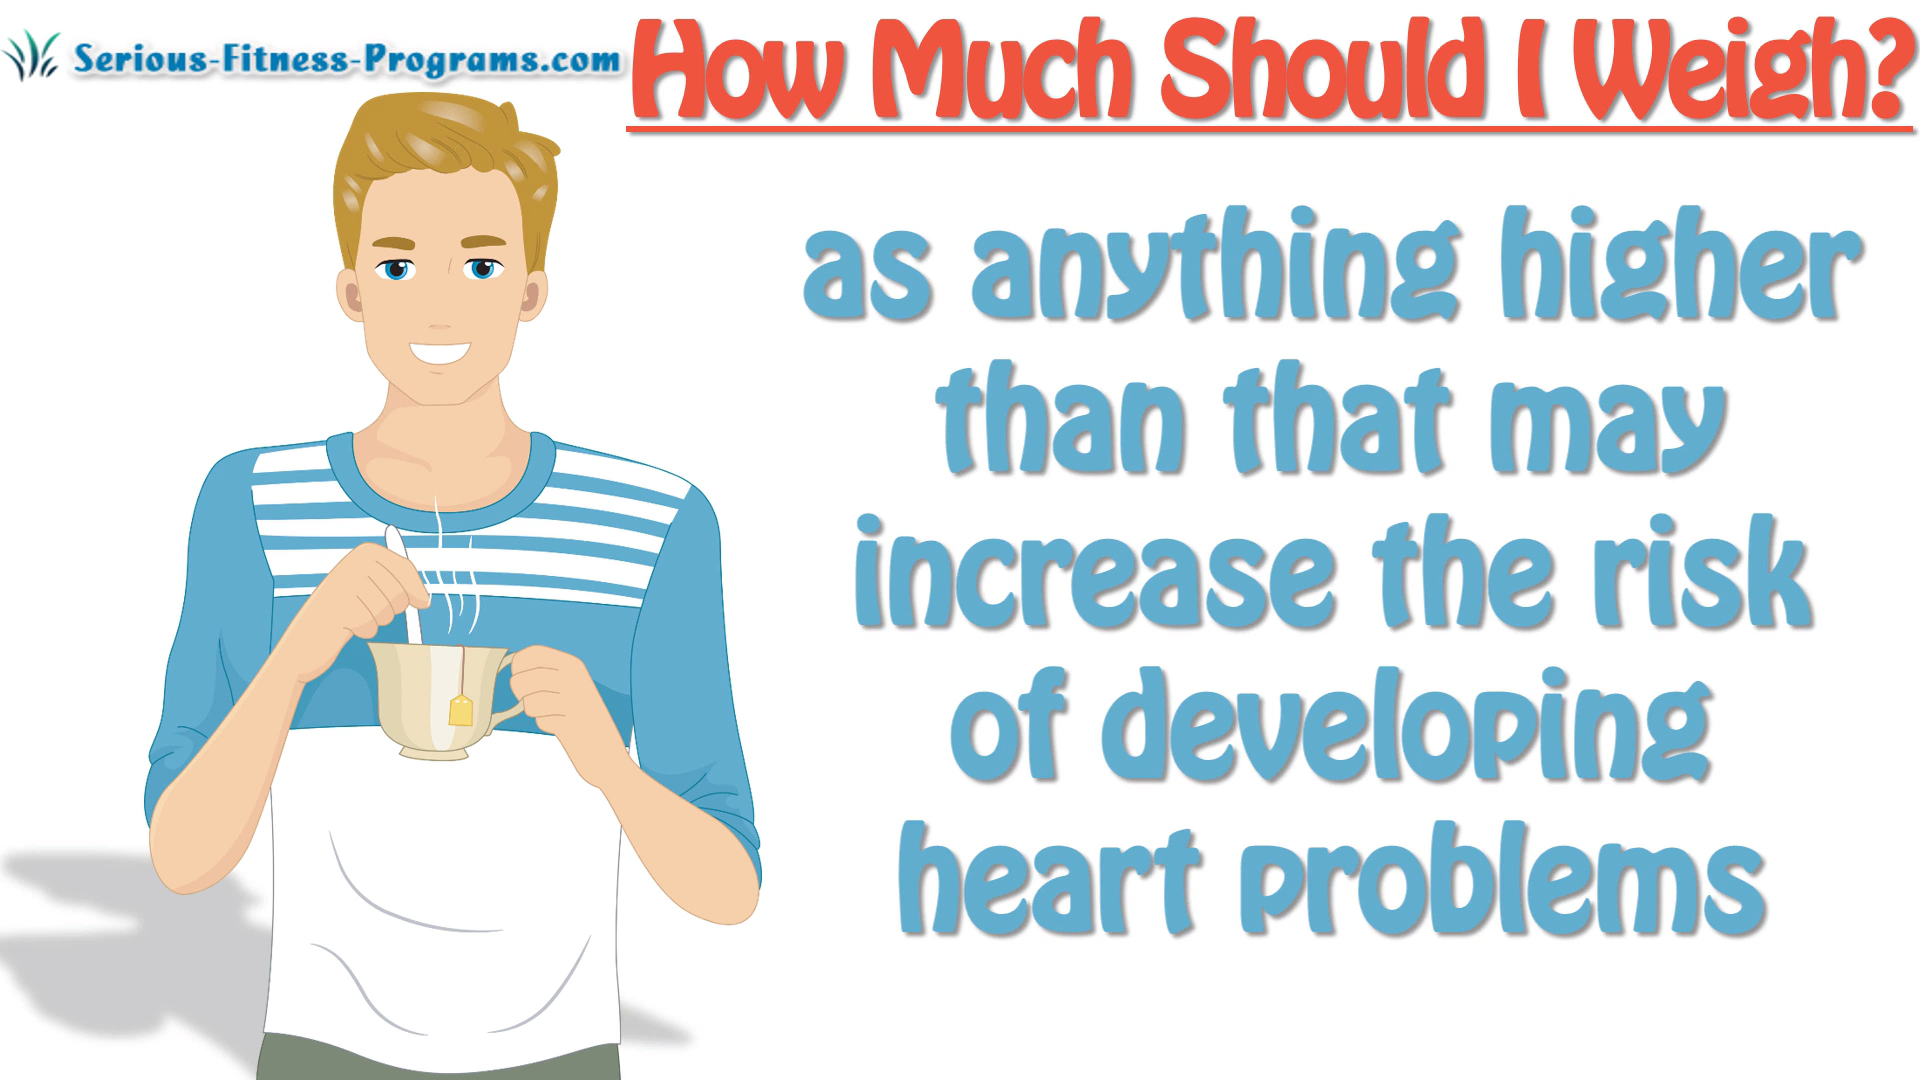 Serious-Fitness-Programs.com
How Much Should I Weigh?
as anything higher
than that may
increase the risk
of developing
heart problems